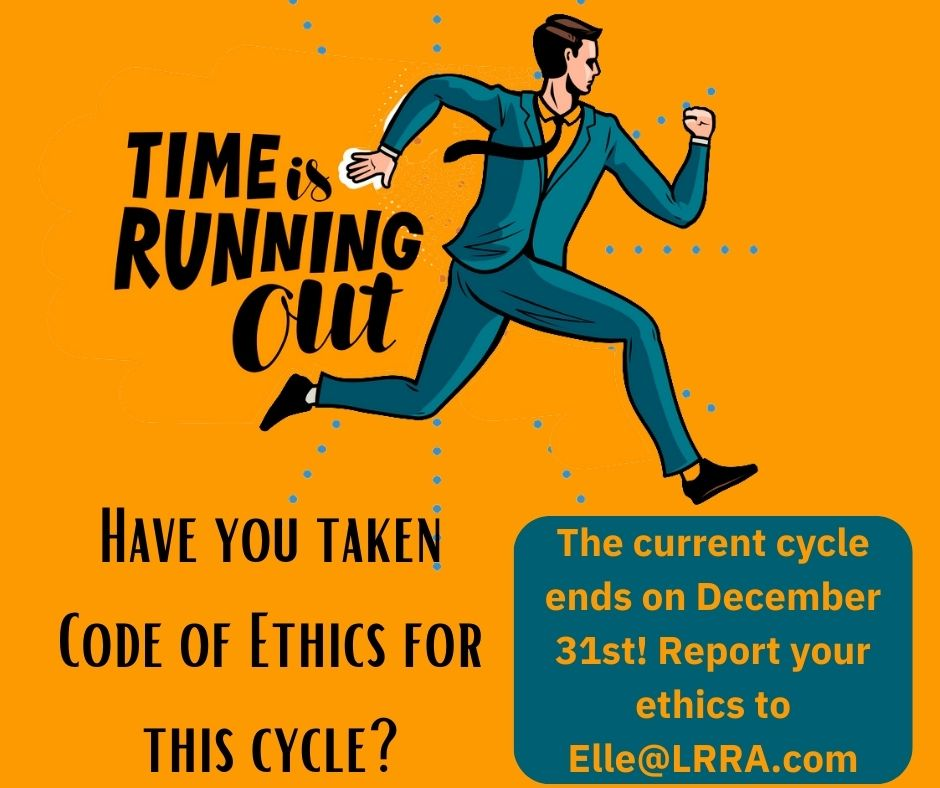 TIME is
RUNNING
out
HAVE YOU TAKEN
CODE OF ETHICS FOR
THIS CYCLE?
The current cycle
ends on December
31st! Report your
ethics to
Elle@LRRA.com